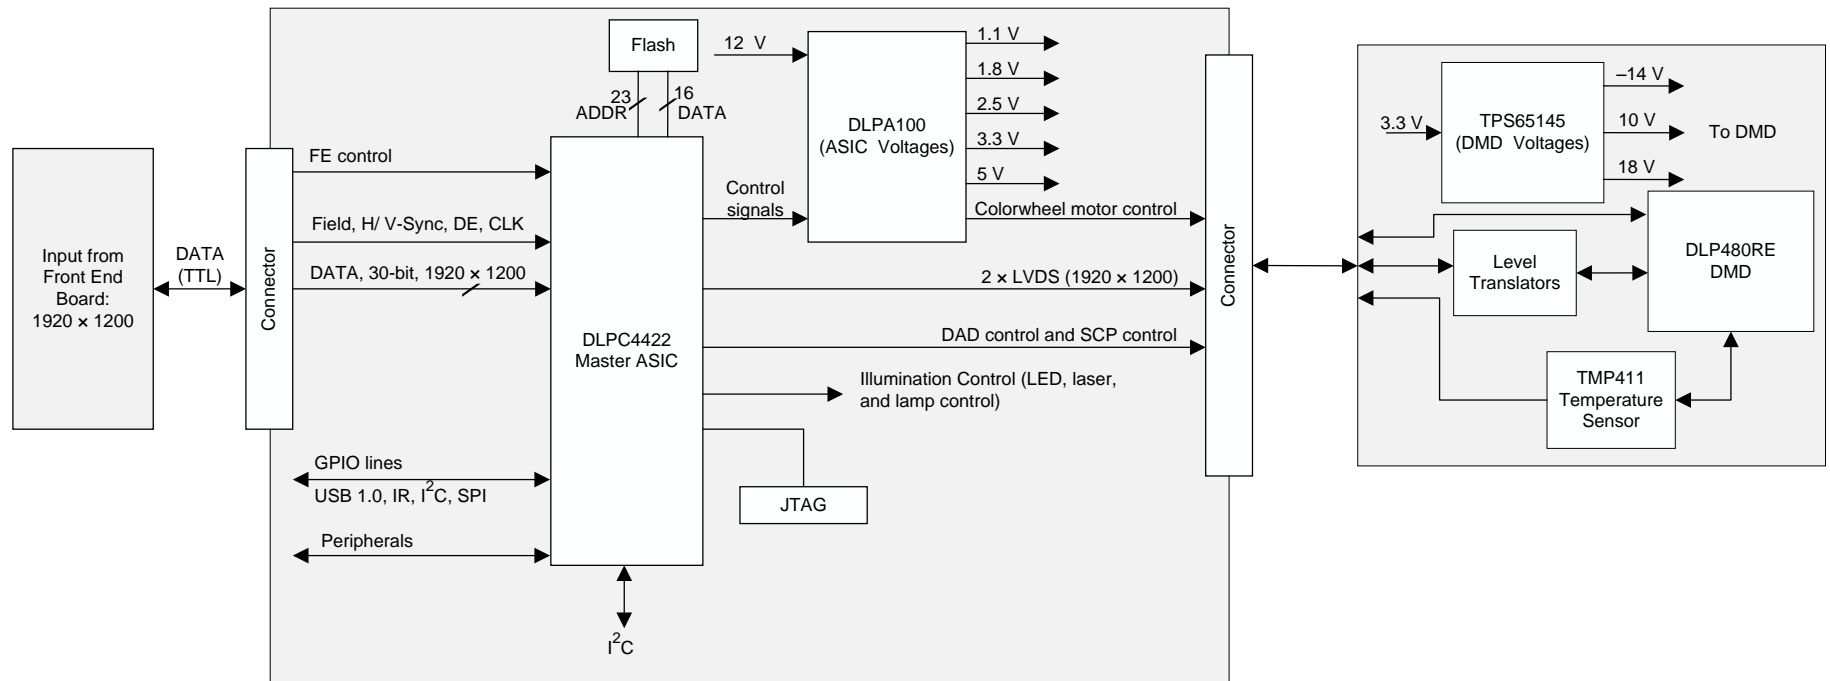 Input from
Front End
Board:
1920 × 1200
DATA
(TTL)
Connector
FE control
Field, H/ V-Sync, DE, CLK
DATA, 30-bit, 1920 × 1200
GPIO lines
USB 1.0, IR, I²C, SPI
Peripherals
Flash
23
ADDR
16
DATA
DLPC4422
Master ASIC
I²C
12 V
Control
signals
DLPA100
(ASIC Voltages)
1.1 V
1.8 V
2.5 V
3.3 V
5 V
Colorwheel motor control
2 × LVDS (1920 × 1200)
DAD control and SCP control
Illumination Control (LED, laser,
and lamp control)
JTAG
Connector
3.3 V
TPS65145
(DMD Voltages)
–14 V
10 V
18 V
To DMD
Level
Translators
DLP480RE
DMD
TMP411
Temperature
Sensor